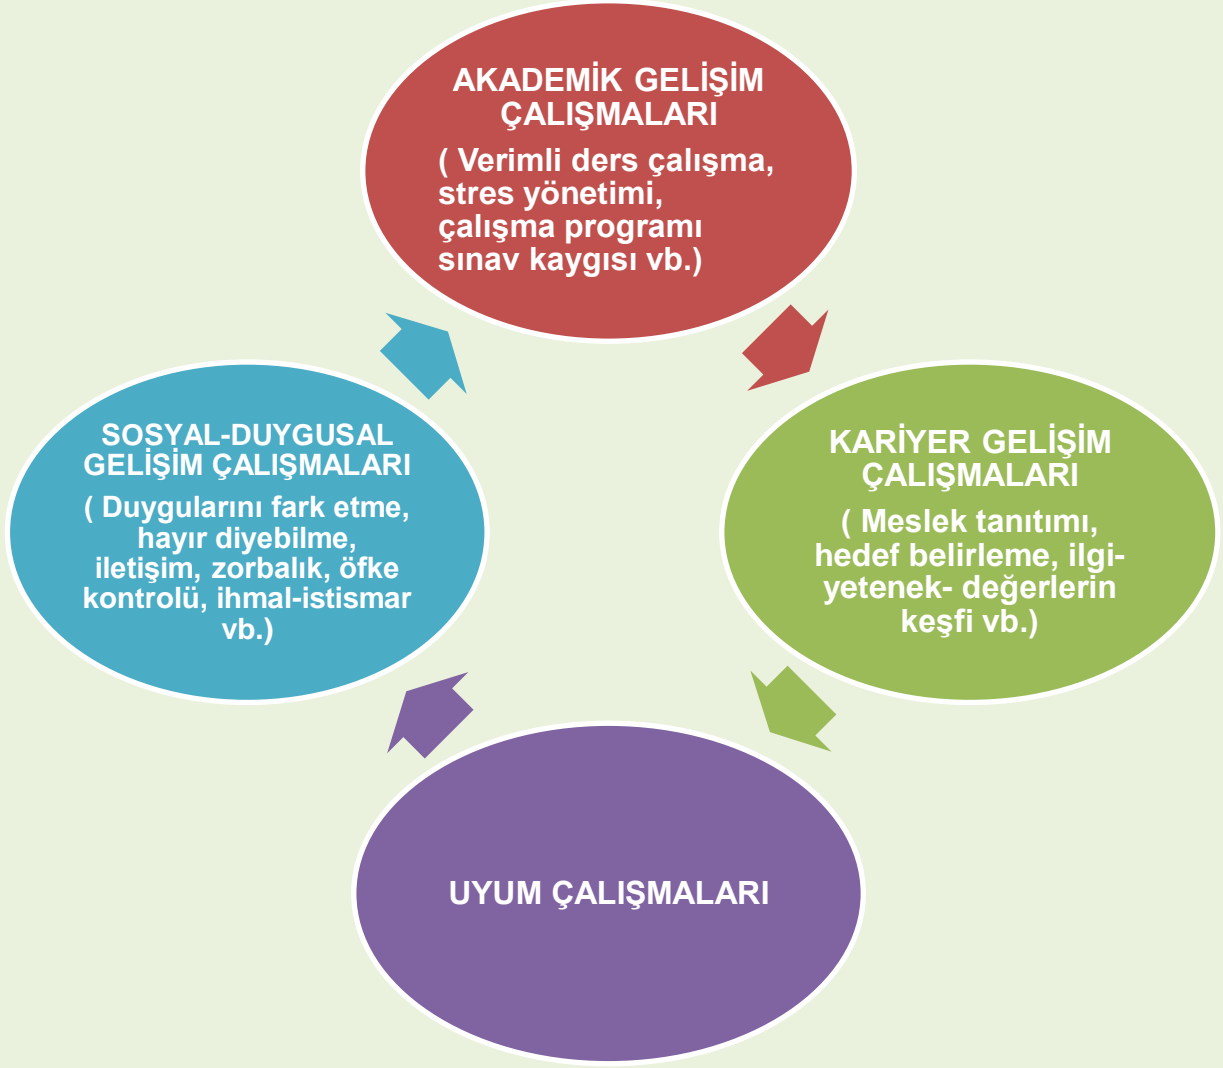 AKADEMİK GELİŞİM
ÇALIŞMALARI
( Verimli ders çalışma,
stres yönetimi,
çalışma programı
sınav kaygısı vb.)
KARİYER GELİŞİM
ÇALIŞMALARI
( Meslek tanıtımı,
hedef belirleme, ilgi-
yetenek- değerlerin
keşfi vb.)
UYUM ÇALIŞMALARI
SOSYAL-DUYGUSAL
GELİŞİM ÇALIŞMALARI
( Duygularını fark etme,
hayır diyebilme,
iletişim, zorbalık, öfke
kontrolü, ihmal-istismar
vb.)